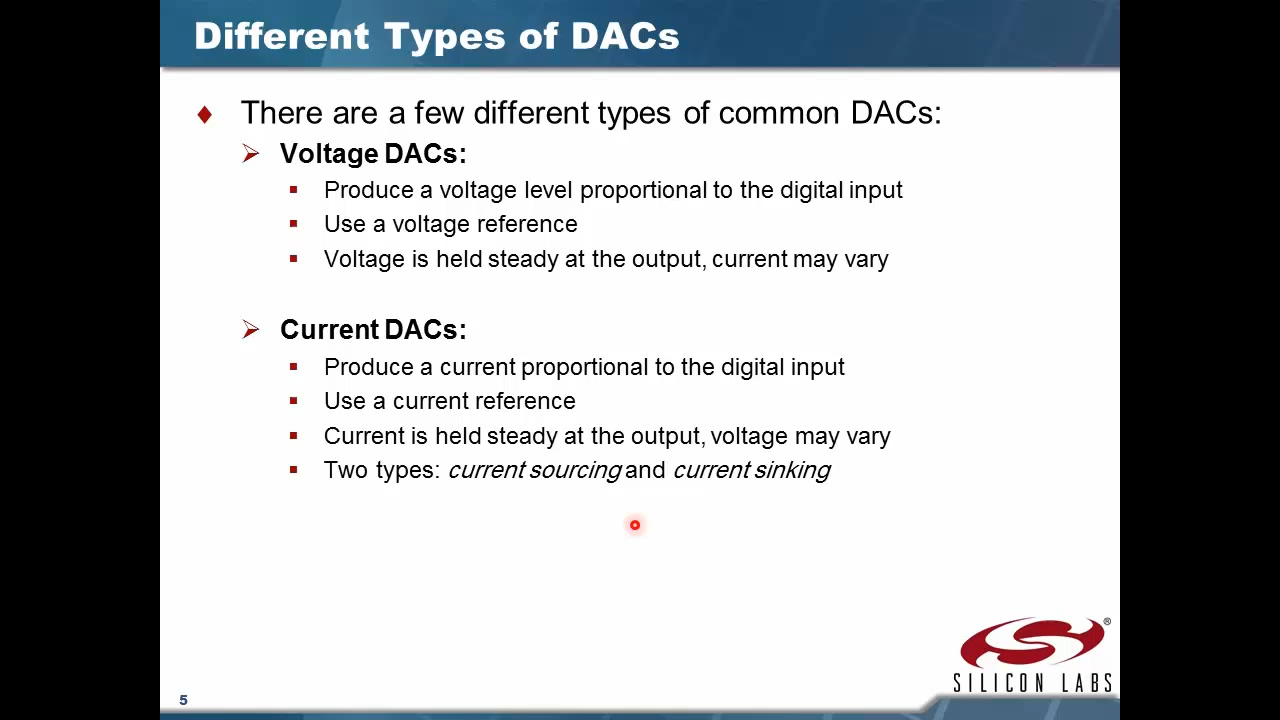 Different Types of DACs
There are a few different types of common DACs:
Voltage DACs:
Produce a voltage level proportional to the digital input
Use a voltage reference
Voltage is held steady at the output, current may vary
Current DACs:
Produce a current proportional to the digital input
Use a current reference
Current is held steady at the output, voltage may vary
Two types: current sourcing and current sinking
®
SILICON LABS
5